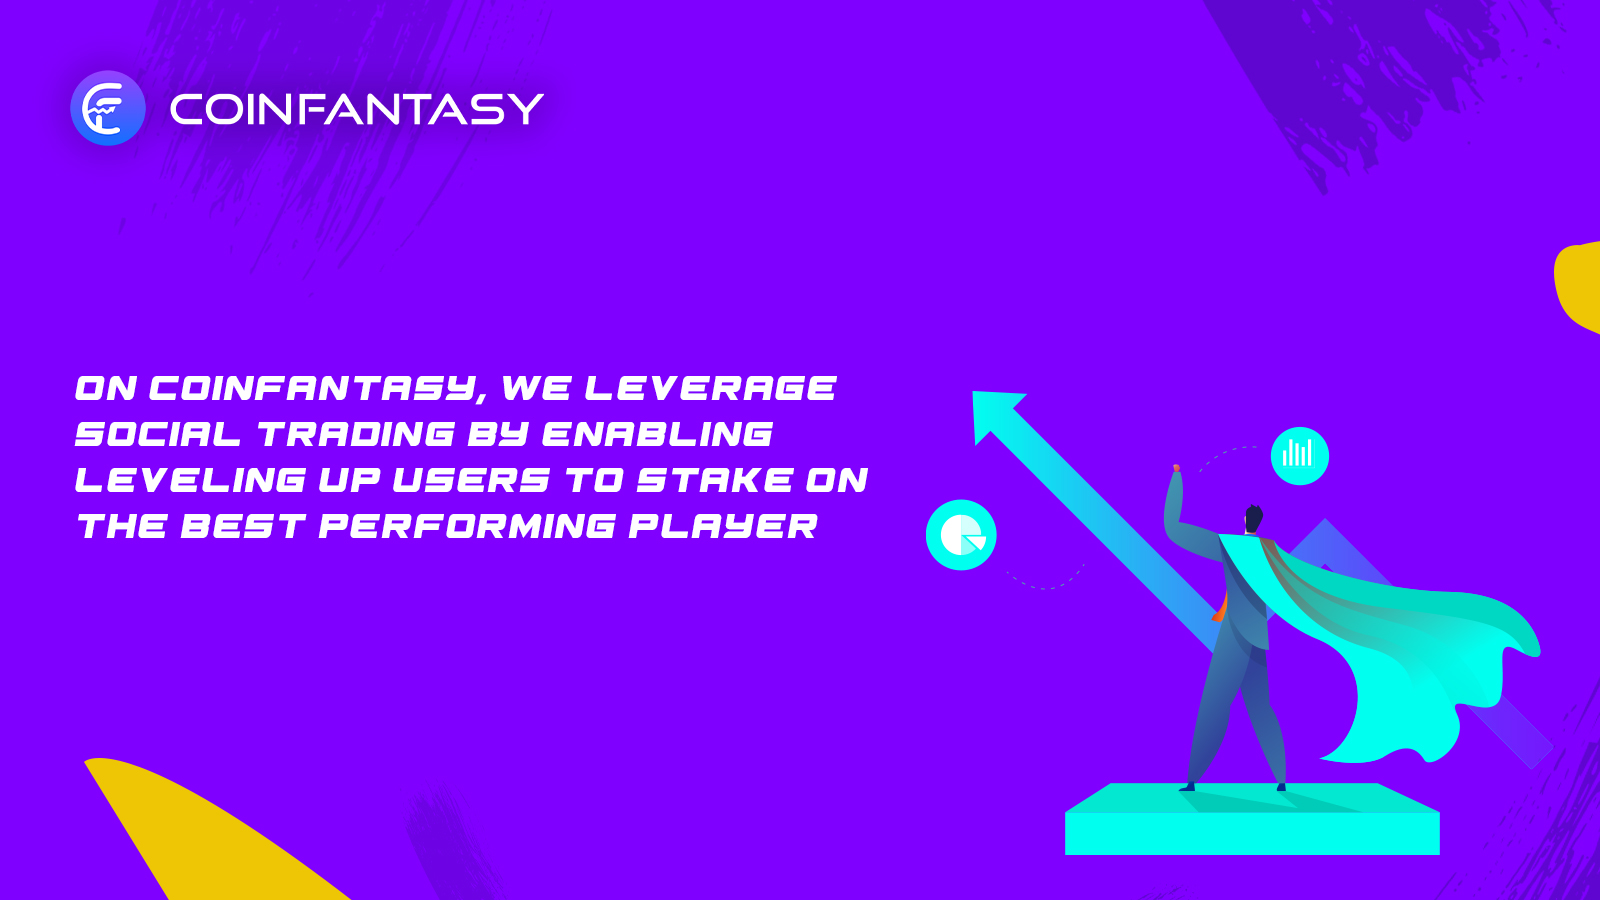 COINFANTASY
ON COINFANTASY, WE LEVERAGE
SOCIAL TRADING BY ENABLING
LEVELING UP USERS TO STAKE ON
THE BEST PERFORMING PLAYER